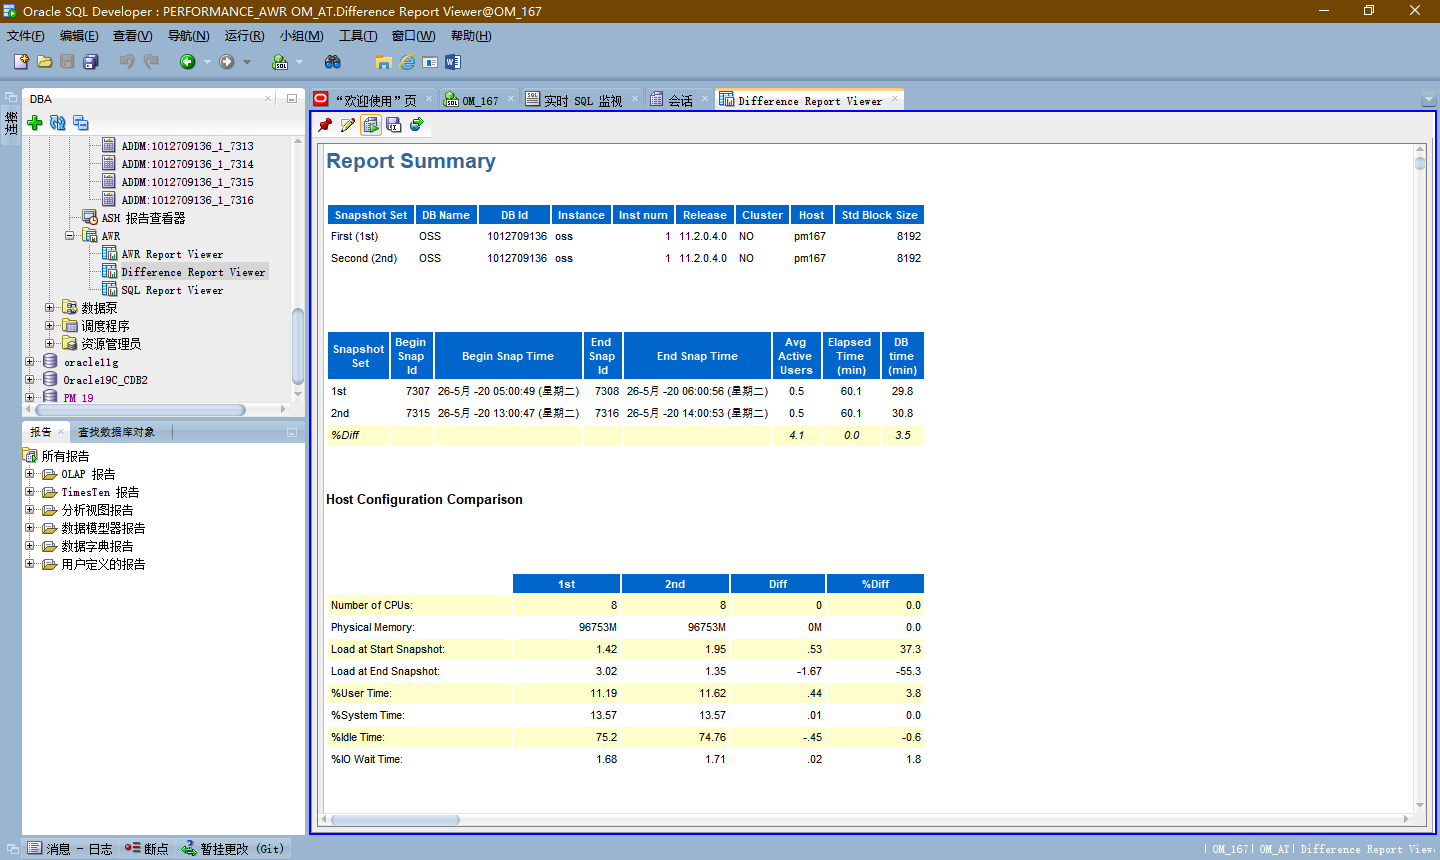 Oracle SQL Developer : PERFORMANCE_AWR OM_AT.Difference Report Viewer@OM_167
文件(F) 编辑(E) 查看(V) 导航(N) 运行(R) 小组(M) 工具(T) 窗口(W) 帮助(H)
连接
DBA
ADDM:1012709136_1_7313
ADDM:1012709136_1_7314
ADDM:1012709136_1_7315
ADDM:1012709136_1_7316
ASH 报告查看器
AWR
AWR Report Viewer
Difference Report Viewer
SQL Report Viewer
数据泵
调度程序
资源管理员
oracle11g
Oracle19C_CDB2
PM 19
报告 查找数据库对象
所有报告
OLAP 报告
TimesTen 报告
分析视图报告
数据模型器报告
数据字典报告
用户定义的报告
“欢迎使用”页 OM_167 实时 SQL 监视 会话 Difference Report Viewer
Report Summary
Snapshot Set DB Name DB Id Instance Inst num Release Cluster Host Std Block Size
First (1st) OSS 1012709136 oss 1 11.2.0.4.0 NO pm167 8192
Second (2nd) OSS 1012709136 oss 1 11.2.0.4.0 NO pm167 8192
Snapshot Set Begin Snap Id Begin Snap Time End Snap Id End Snap Time Avg Active Users Elapsed Time (min) DB time (min)
1st 7307 26-5月 -20 05:00:49 (星期二) 7308 26-5月 -20 06:00:56 (星期二) 0.5 60.1 29.8
2nd 7315 26-5月 -20 13:00:47 (星期二) 7316 26-5月 -20 14:00:53 (星期二) 0.5 60.1 30.8
%Diff 4.1 0.0 3.5
Host Configuration Comparison
1st 2nd Diff %Diff
Number of CPUs: 8 8 0 0.0
Physical Memory: 96753M 96753M 0M 0.0
Load at Start Snapshot: 1.42 1.95 .53 37.3
Load at End Snapshot: 3.02 1.35 -1.67 -55.3
%User Time: 11.19 11.62 .44 3.8
%System Time: 13.57 13.57 .01 0.0
%Idle Time: 75.2 74.76 -.45 -0.6
%IO Wait Time: 1.68 1.71 .02 1.8
消息 - 日志 断点 暂挂更改 (Git)
| OM_167| OM_AT| Difference Report View